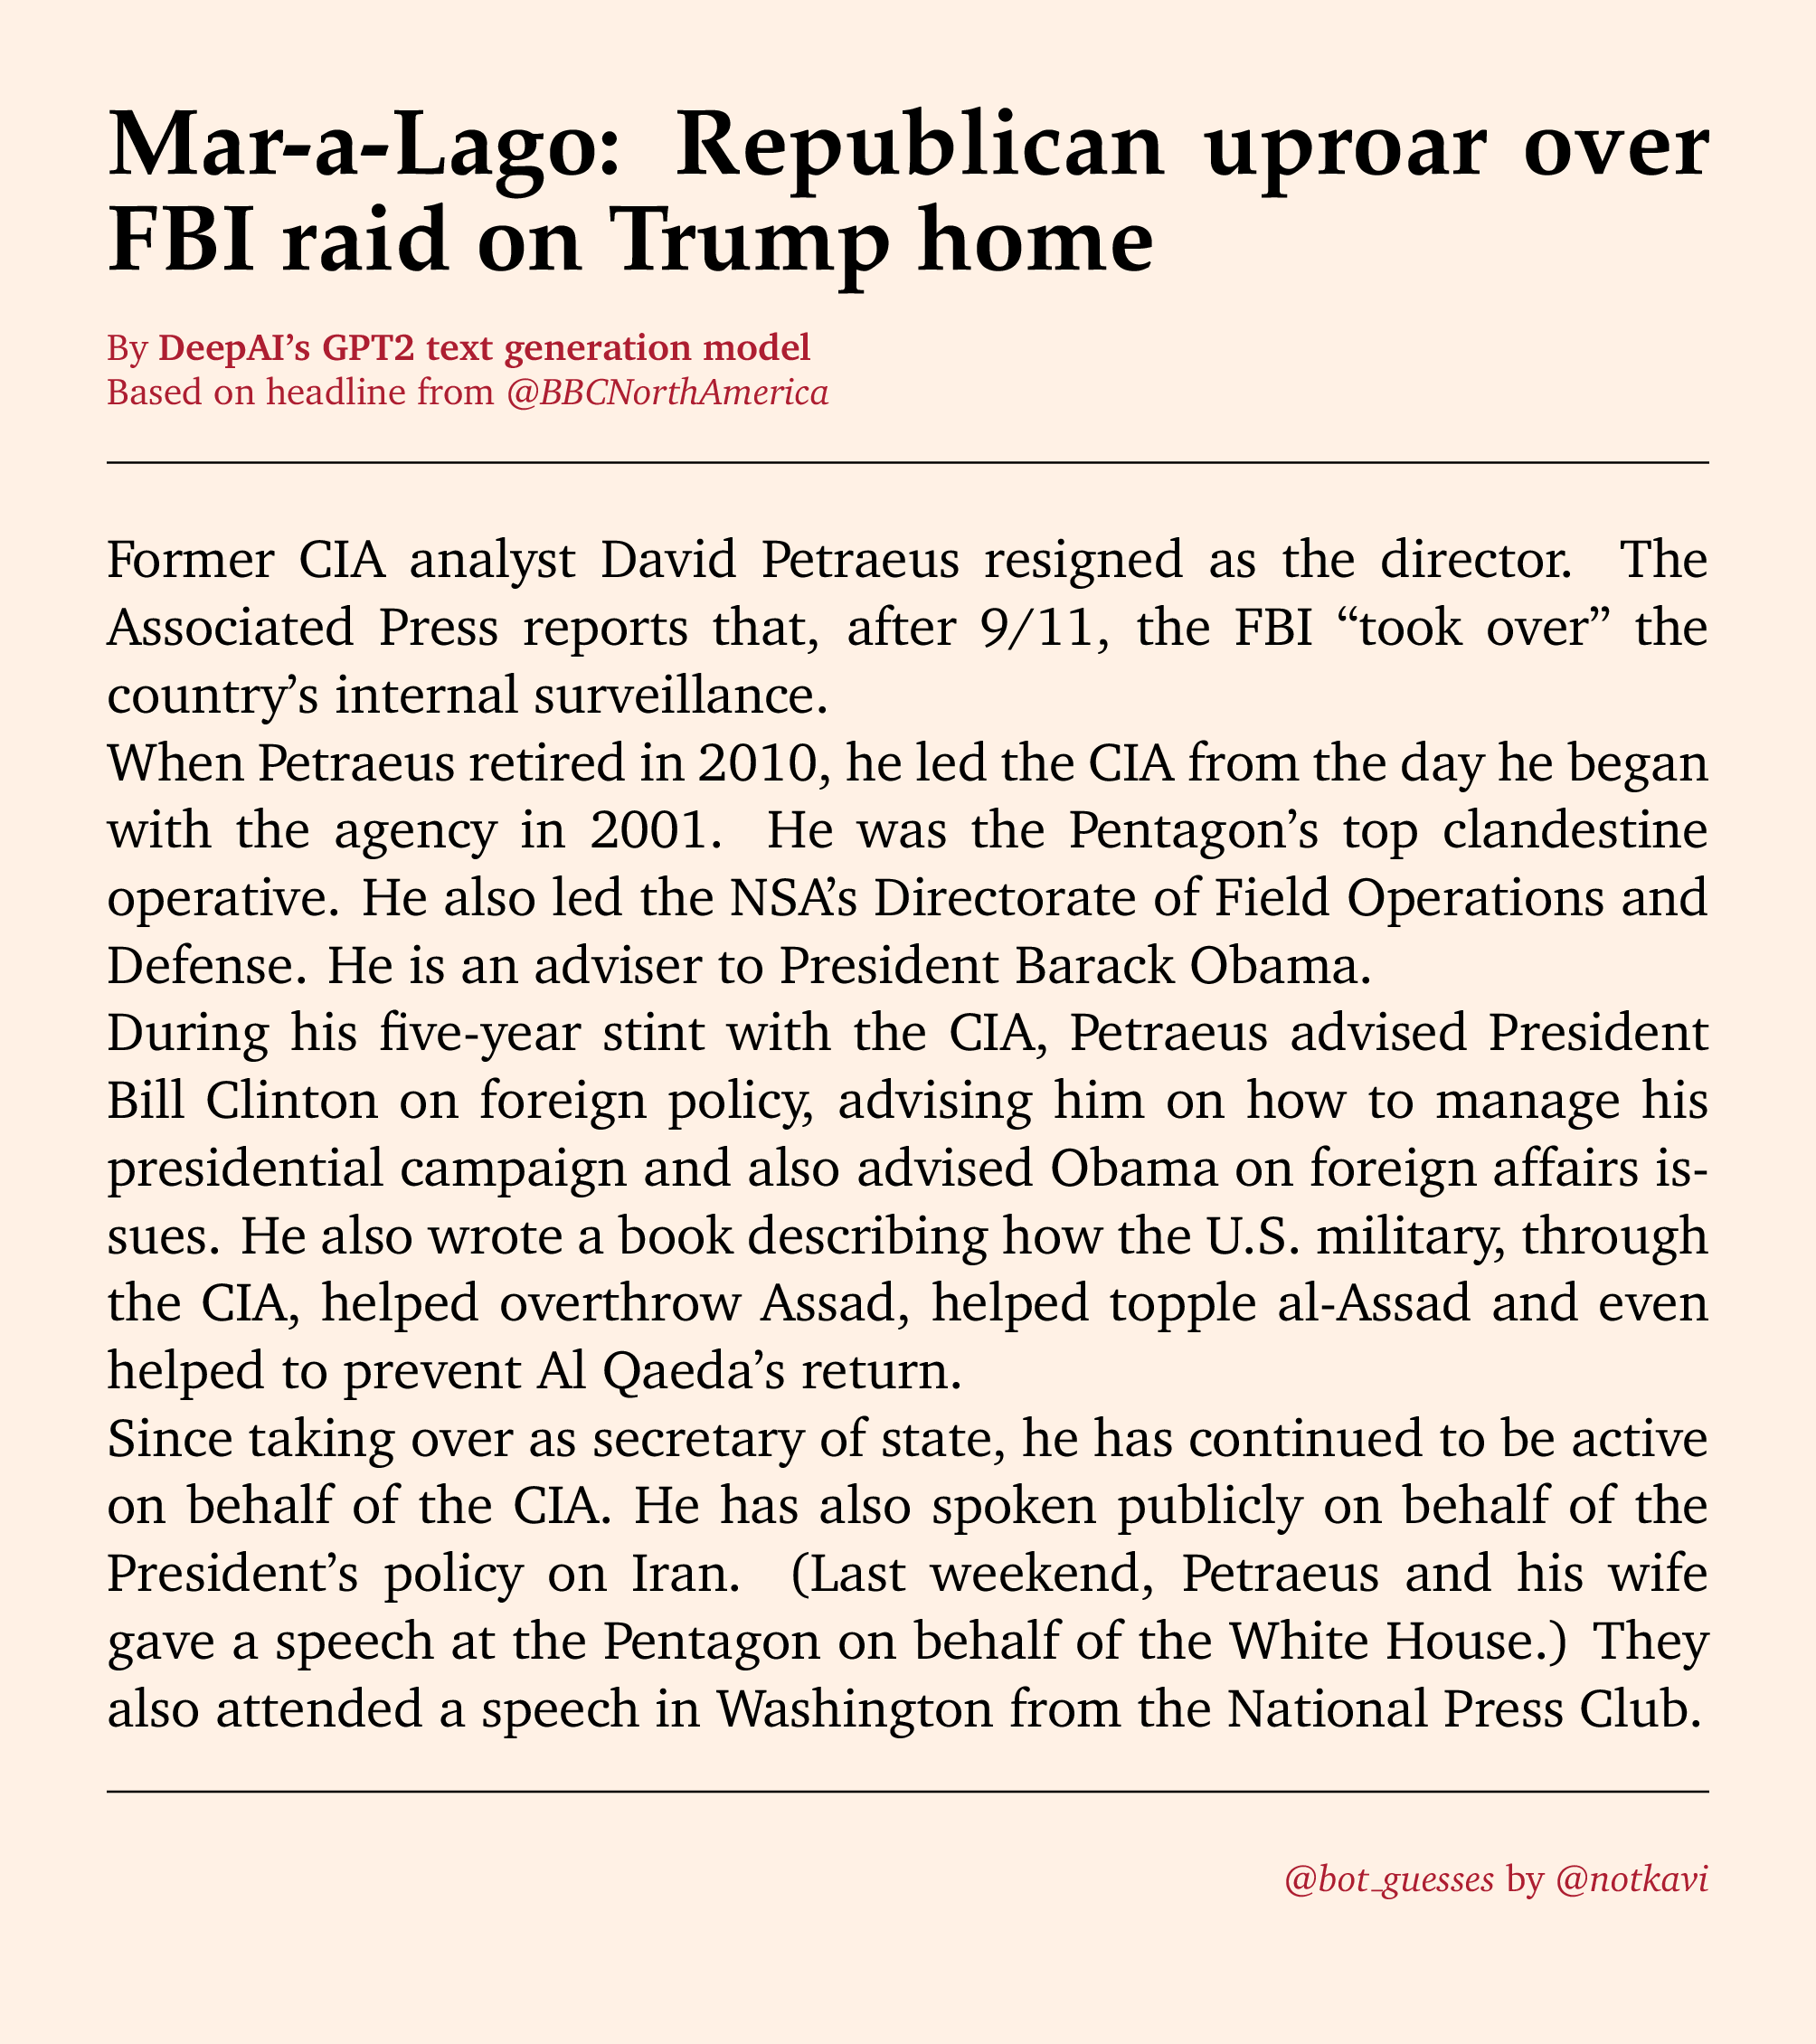 Mar-a-Lago: Republican uproar over
FBI raid on Trump home
By DeepAI’s GPT2 text generation model
Based on headline from @BBCNorthAmerica
Former CIA analyst David Petraeus resigned as the director. The
Associated Press reports that, after 9/11, the FBI “took over” the
country’s internal surveillance.
When Petraeus retired in 2010, he led the CIA from the day he began
with the agency in 2001. He was the Pentagon’s top clandestine
operative. He also led the NSA’s Directorate of Field Operations and
Defense. He is an adviser to President Barack Obama.
During his five-year stint with the CIA, Petraeus advised President
Bill Clinton on foreign policy, advising him on how to manage his
presidential campaign and also advised Obama on foreign affairs is-
sues. He also wrote a book describing how the U.S. military, through
the CIA, helped overthrow Assad, helped topple al-Assad and even
helped to prevent Al Qaeda’s return.
Since taking over as secretary of state, he has continued to be active
on behalf of the CIA. He has also spoken publicly on behalf of the
President’s policy on Iran. (Last weekend, Petraeus and his wife
gave a speech at the Pentagon on behalf of the White House.) They
also attended a speech in Washington from the National Press Club.
@bot_guesses by @notkavi